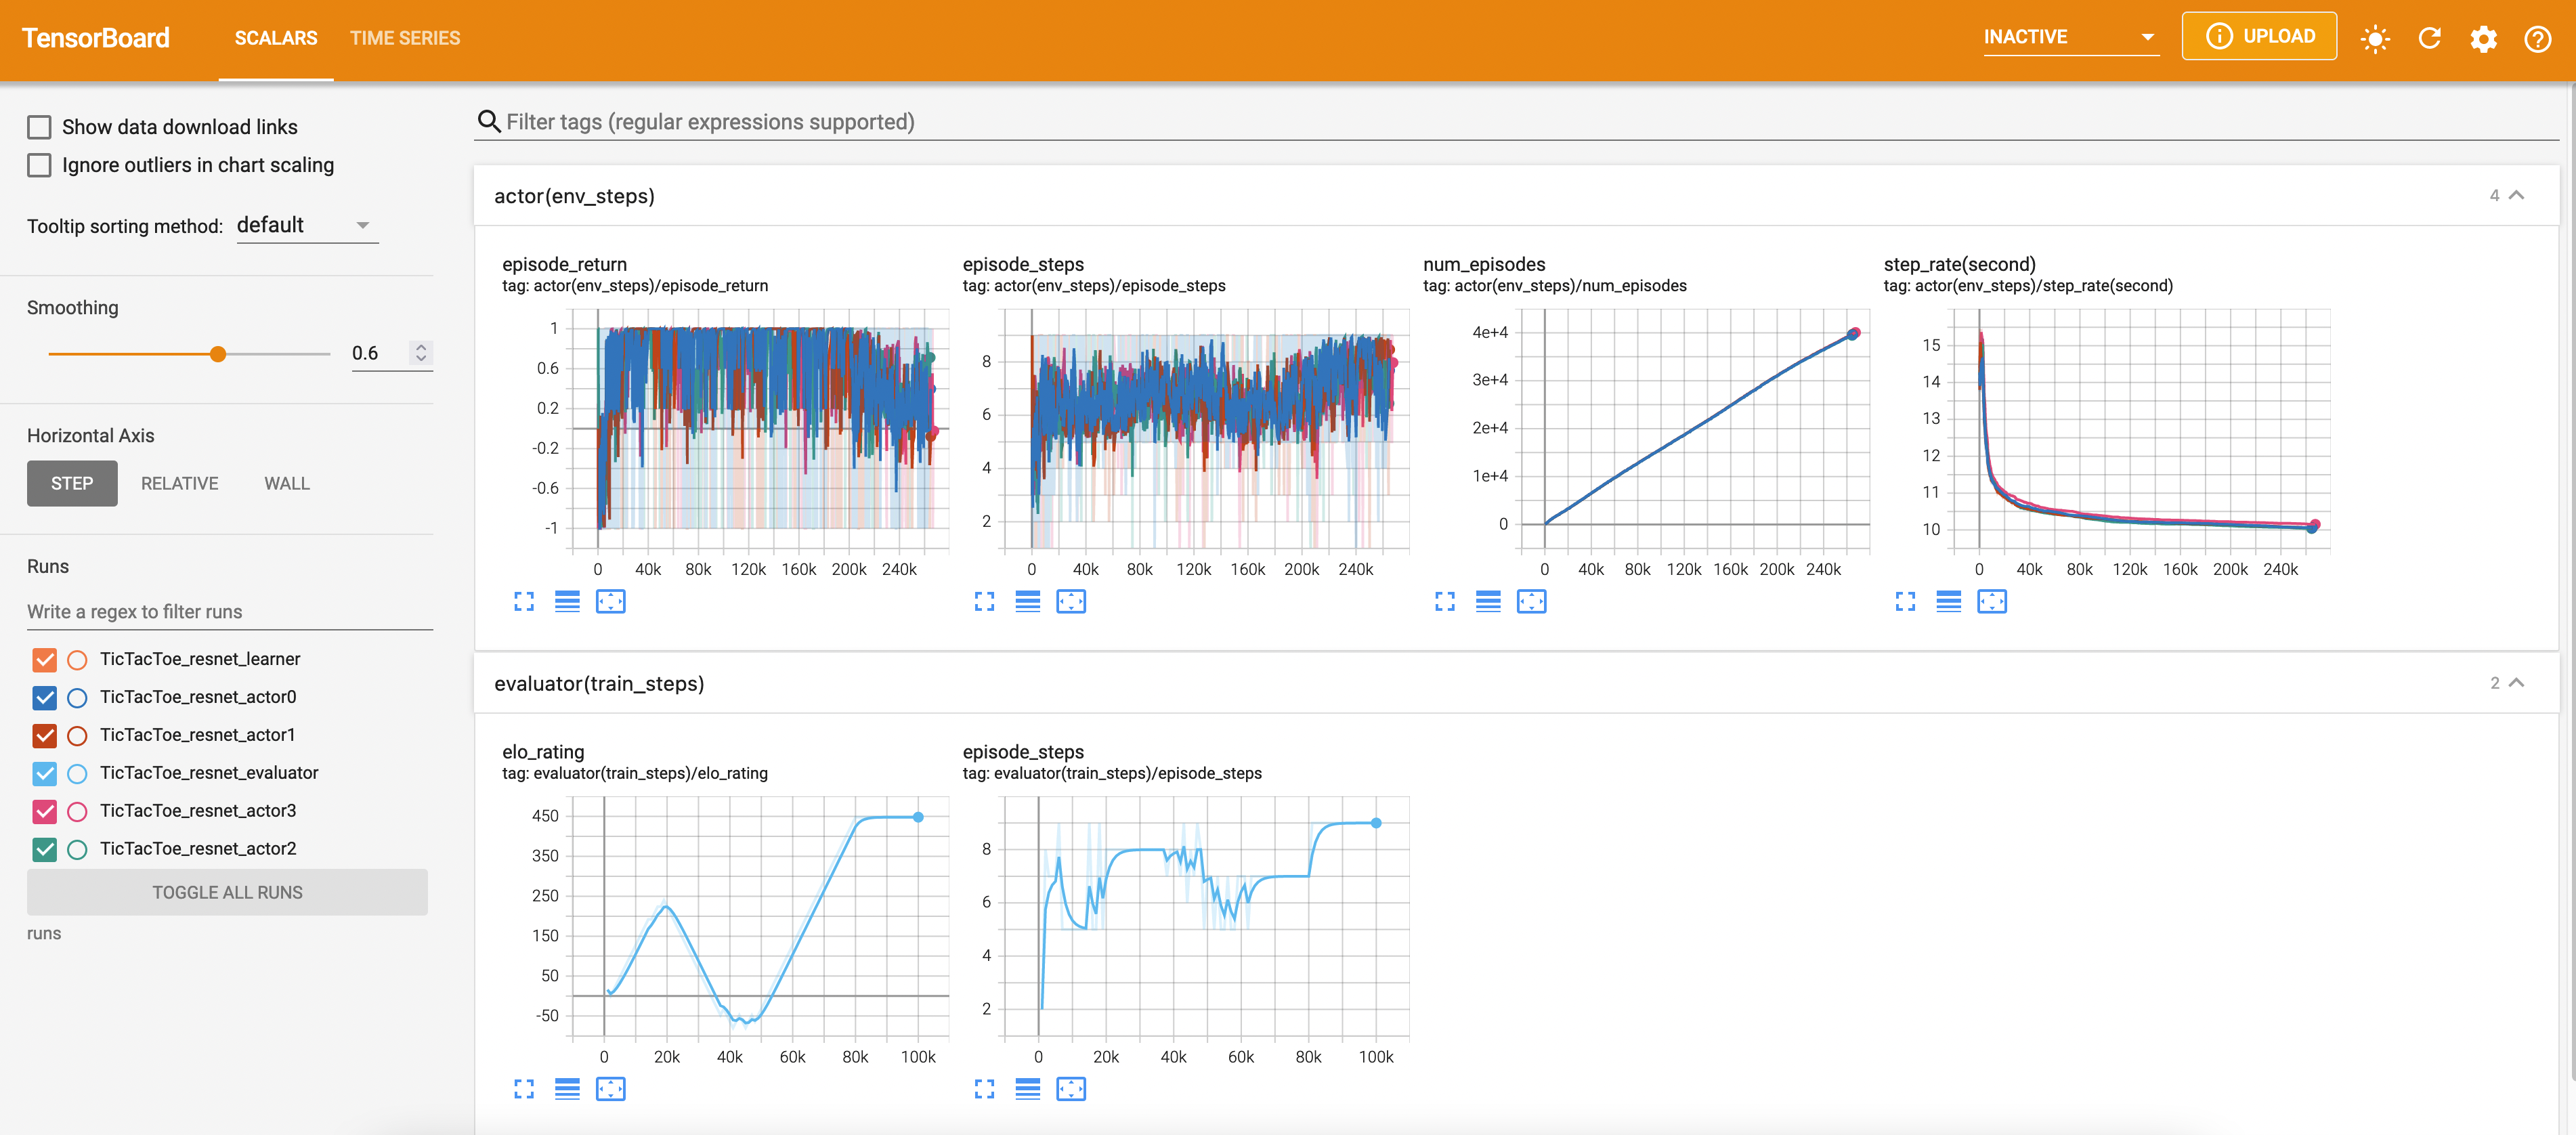 TensorBoard
SCALARS
TIME SERIES
INACTIVE
UPLOAD
Show data download links
Ignore outliers in chart scaling
Tooltip sorting method: default
Smoothing
0.6
Horizontal Axis
STEP RELATIVE WALL
Runs
Write a regex to filter runs
TicTacToe_resnet_learner
TicTacToe_resnet_actor0
TicTacToe_resnet_actor1
TicTacToe_resnet_evaluator
TicTacToe_resnet_actor3
TicTacToe_resnet_actor2
TOGGLE ALL RUNS
runs
Filter tags (regular expressions supported)
actor(env_steps)
4
episode_return
tag: actor(env_steps)/episode_return
1
0.6
0.2
-0.2
-0.6
-1
0 40k 80k 120k 160k 200k 240k
episode_steps
tag: actor(env_steps)/episode_steps
8
6
4
2
0 40k 80k 120k 160k 200k 240k
num_episodes
tag: actor(env_steps)/num_episodes
4e+4
3e+4
2e+4
1e+4
0
0 40k 80k 120k 160k 200k 240k
step_rate(second)
tag: actor(env_steps)/step_rate(second)
15
14
13
12
11
10
0 40k 80k 120k 160k 200k 240k
evaluator(train_steps)
2
elo_rating
tag: evaluator(train_steps)/elo_rating
450
350
250
150
50
-50
0 20k 40k 60k 80k 100k
episode_steps
tag: evaluator(train_steps)/episode_steps
8
6
4
2
0 20k 40k 60k 80k 100k